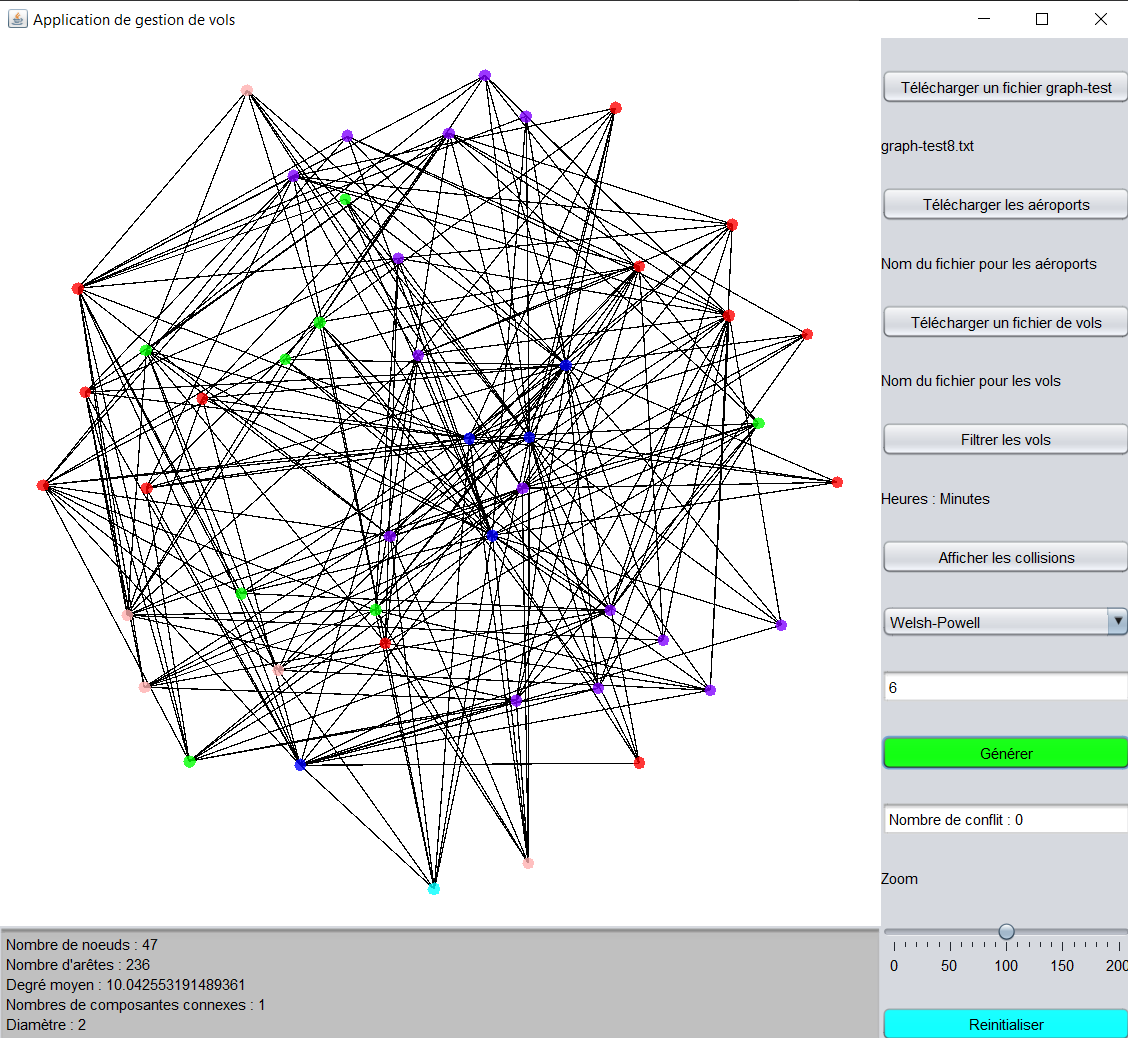 Application de gestion de vols
Télécharger un fichier graph-test
graph-test8.txt
Télécharger les aéroports
Nom du fichier pour les aéroports
Télécharger un fichier de vols
Nom du fichier pour les vols
Filtrer les vols
Heures : Minutes
Afficher les collisions
Welsh-Powell
6
Générer
Nombre de conflit : 0
Zoom
0 50 100 150 200
Reinitialiser
Nombre de noeuds : 47
Nombre d'arêtes : 236
Degré moyen : 10.042553191489361
Nombres de composantes connexes : 1
Diamètre : 2